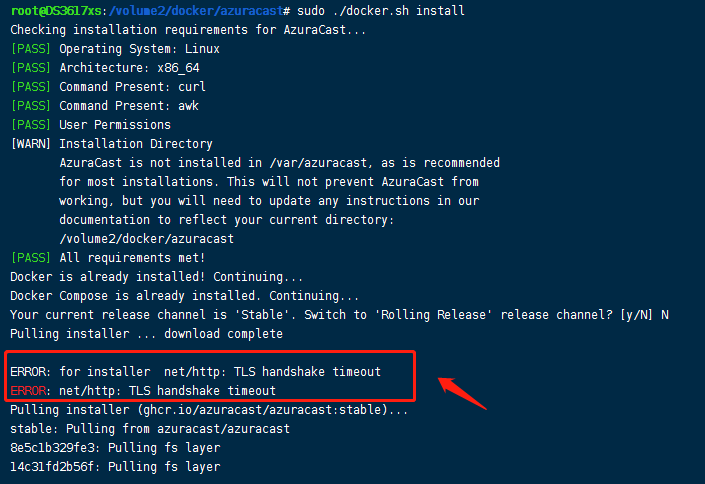 root@DS3617xs:/volume2/docker/azuracast# sudo ./docker.sh install
Checking installation requirements for AzuraCast...
[PASS] Operating System: Linux
[PASS] Architecture: x86_64
[PASS] Command Present: curl
[PASS] Command Present: awk
[PASS] User Permissions
[WARN] Installation Directory
AzuraCast is not installed in /var/azuracast, as is recommended
for most installations. This will not prevent AzuraCast from
working, but you will need to update any instructions in our
documentation to reflect your current directory:
/volume2/docker/azuracast
[PASS] All requirements met!
Docker is already installed! Continuing...
Docker Compose is already installed. Continuing...
Your current release channel is 'Stable'. Switch to 'Rolling Release' release channel? [y/N] N
Pulling installer ... download complete
ERROR: for installer  net/http: TLS handshake timeout
ERROR: net/http: TLS handshake timeout
Pulling installer (ghcr.io/azuracast/azuracast:stable)...
stable: Pulling from azuracast/azuracast
8e5c1b329fe3: Pulling fs layer
14c31fd2b56f: Pulling fs layer